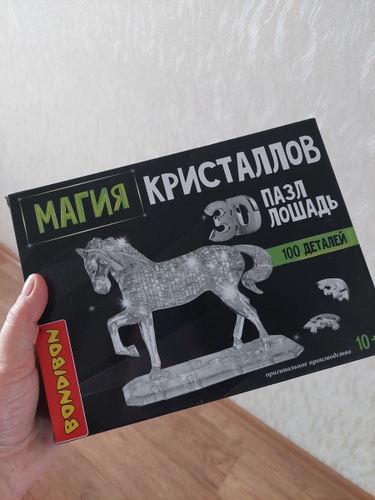 МАГИЯ
КРИСТАЛЛОВ
3D ПАЗЛ
ЛОШАДЬ
100 ДЕТАЛЕЙ
BONDIBON
оригинальное производство
10+